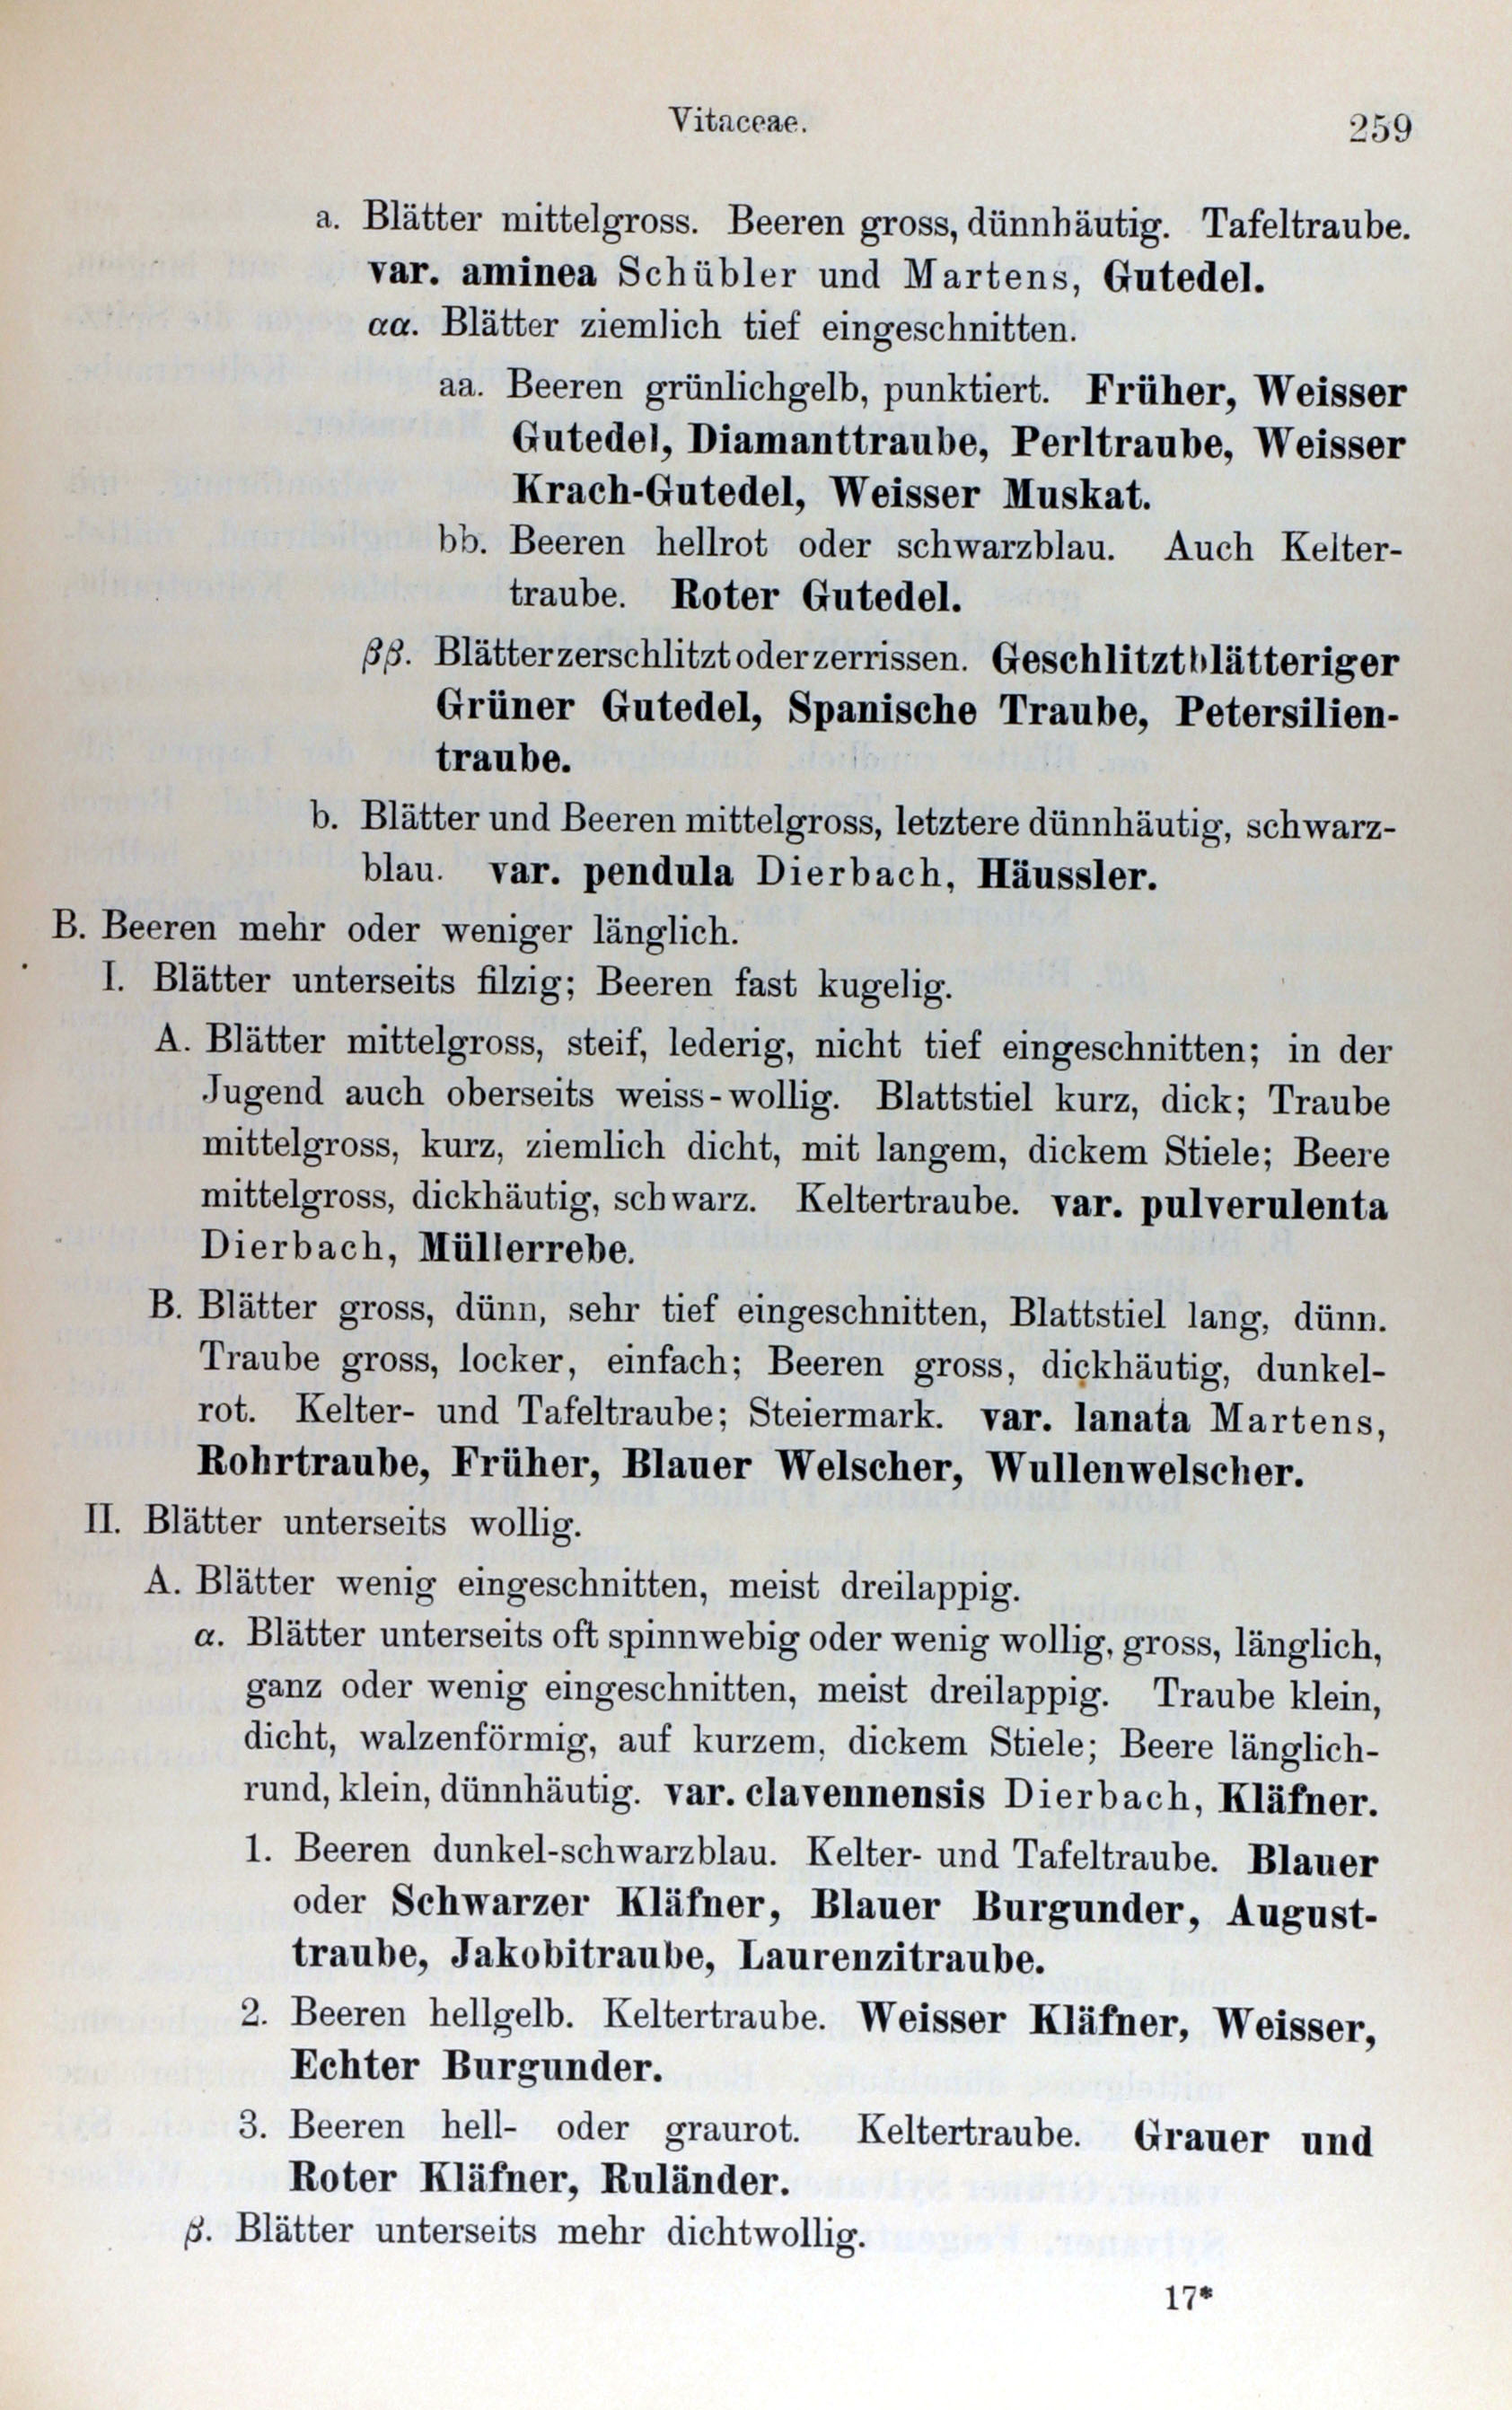 Vitaceae. 259
a. Blätter mittelgross. Beeren gross, dünnhäutig. Tafeltraube.
var. aminea Schübler und Martens, Gutedel.
αα. Blätter ziemlich tief eingeschnitten.
aa. Beeren grünlichgelb, punktiert. Früher, Weisser
Gutedel, Diamanttraube, Perltraube, Weisser
Krach-Gutedel, Weisser Muskat.
bb. Beeren hellrot oder schwarzblau. Auch Kelter-
traube. Roter Gutedel.
ββ. Blätter zerschlitzt oder zerrissen. Geschlitztblätteriger
Grüner Gutedel, Spanische Traube, Petersilien-
traube.
b. Blätter und Beeren mittelgross, letztere dünnhäutig, schwarz-
blau. var. pendula Dierbach, Häussler.
B. Beeren mehr oder weniger länglich.
I. Blätter unterseits filzig; Beeren fast kugelig.
A. Blätter mittelgross, steif, lederig, nicht tief eingeschnitten; in der
Jugend auch oberseits weiss-wollig. Blattstiel kurz, dick; Traube
mittelgross, kurz, ziemlich dicht, mit langem, dickem Stiele; Beere
mittelgross, dickhäutig, schwarz. Keltertraube. var. pulverulenta
Dierbach, Müllerrebe.
B. Blätter gross, dünn, sehr tief eingeschnitten, Blattstiel lang, dünn.
Traube gross, locker, einfach; Beeren gross, dickhäutig, dunkel-
rot. Kelter- und Tafeltraube; Steiermark. var. lanata Martens,
Rohrtraube, Früher, Blauer Welscher, Wullenwelscher.
II. Blätter unterseits wollig.
A. Blätter wenig eingeschnitten, meist dreilappig.
α. Blätter unterseits oft spinnwebig oder wenig wollig, gross, länglich,
ganz oder wenig eingeschnitten, meist dreilappig. Traube klein,
dicht, walzenförmig, auf kurzem, dickem Stiele; Beere länglich-
rund, klein, dünnhäutig. var. clavennensis Dierbach, Kläfner.
1. Beeren dunkel-schwarzblau. Kelter- und Tafeltraube. Blauer
oder Schwarzer Kläfner, Blauer Burgunder, August-
traube, Jakobitraube, Laurenzitraube.
2. Beeren hellgelb. Keltertraube. Weisser Kläfner, Weisser,
Echter Burgunder.
3. Beeren hell- oder graurot. Keltertraube. Grauer und
Roter Kläfner, Ruländer.
β. Blätter unterseits mehr dichtwollig.
17*